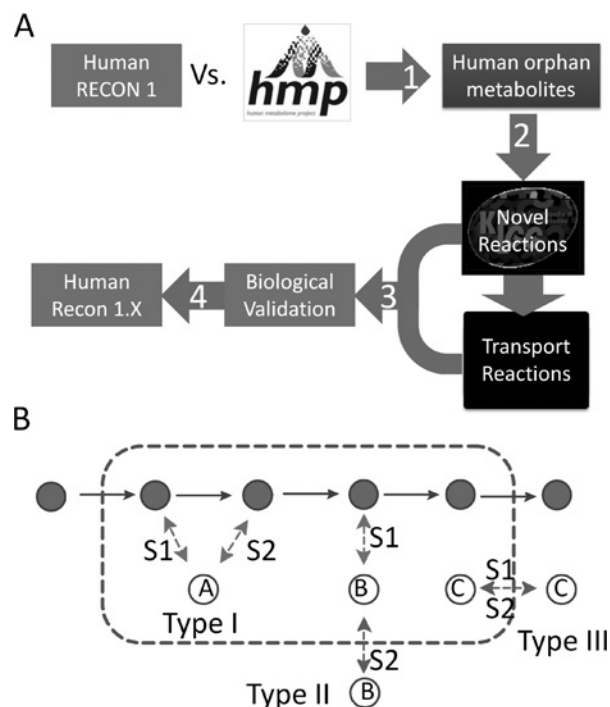 A
Human
RECON 1
Vs.
hmp
human metabolome project
1
Human orphan
metabolites
2
Novel
Reactions
Human
Recon 1.X
4
Biological
Validation
3
Transport
Reactions
B
S1
S2
S1
S1
A
B
C
C
S2
Type I
S2
Type III
Type II
B